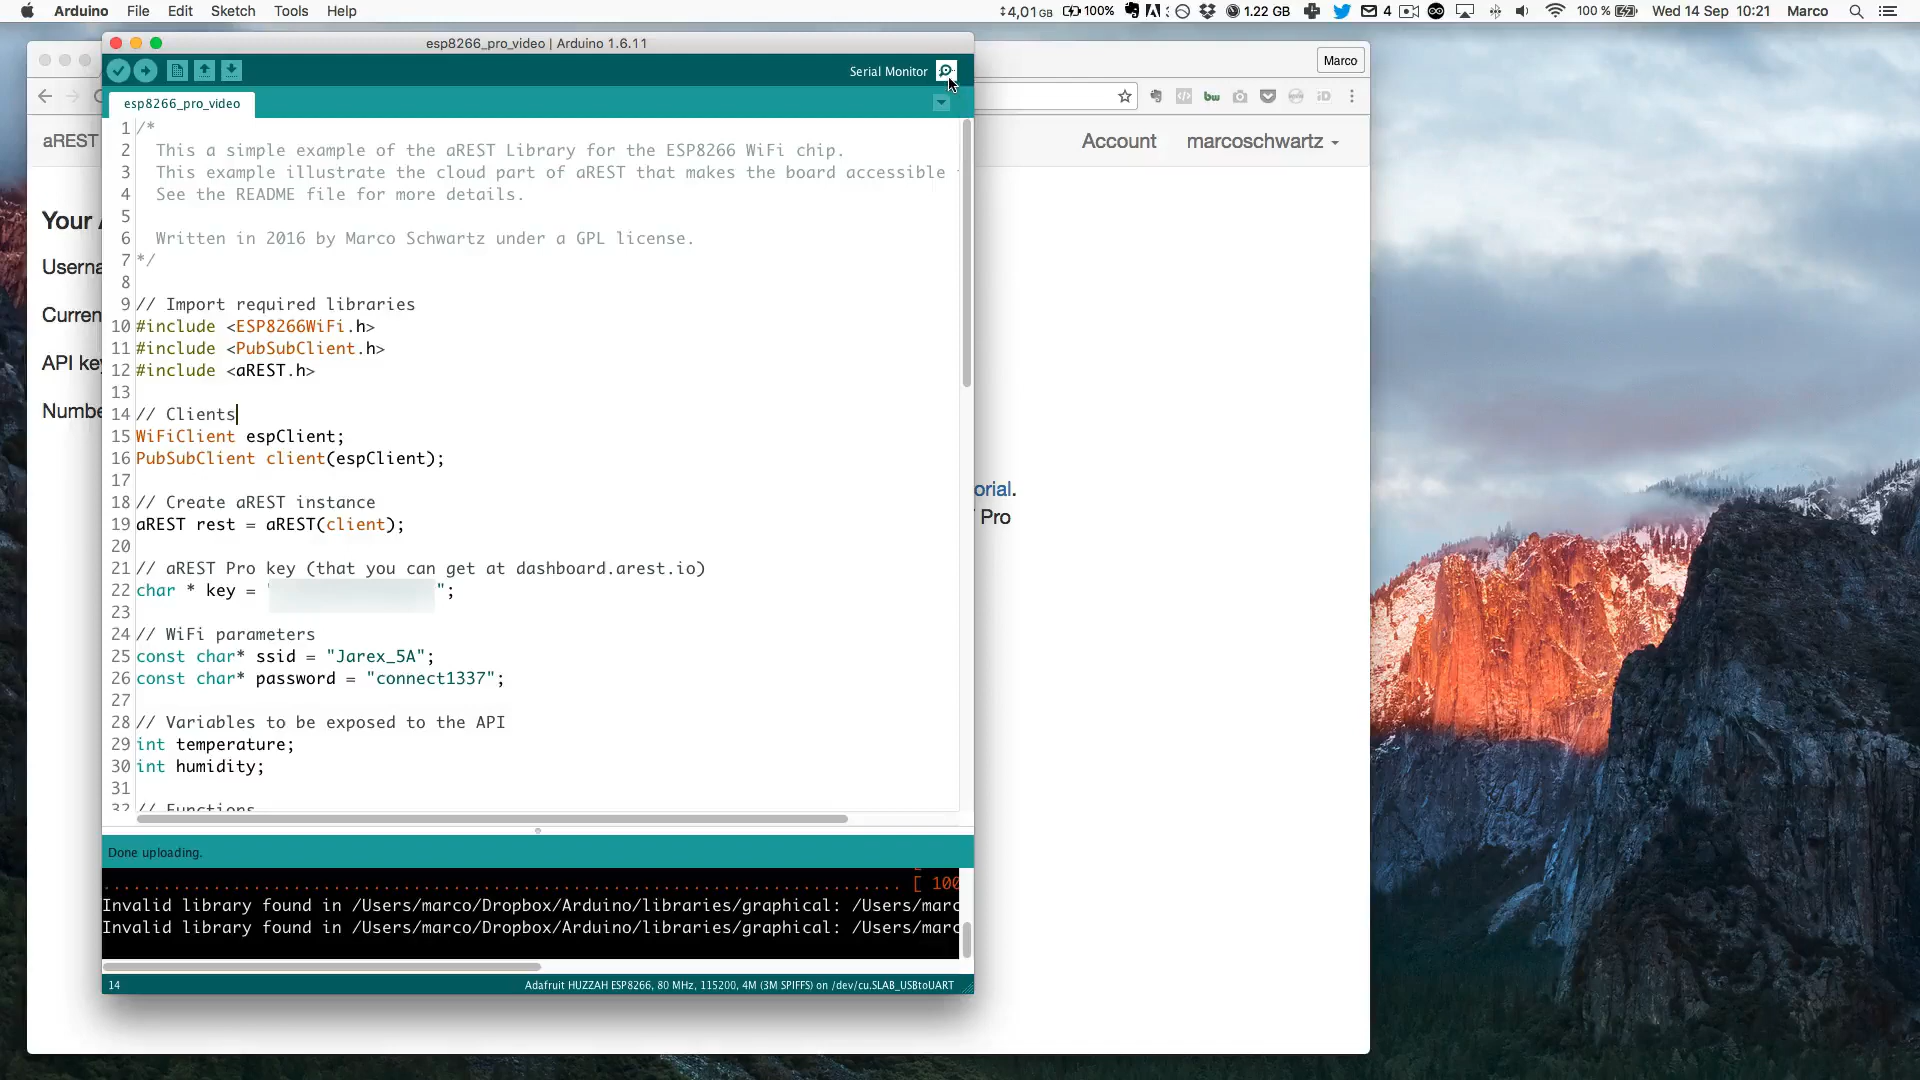 Arduino File Edit Sketch Tools Help
4,01GB 100% 1.22 GB 4 100 % Wed 14 Sep 10:21 Marco
esp8266_pro_video | Arduino 1.6.11
Marco
Serial Monitor
esp8266_pro_video
aREST
Account marcoschwartz
1 /*
2 This a simple example of the aREST Library for the ESP8266 WiFi chip.
3 This example illustrate the cloud part of aREST that makes the board accessible
4 See the README file for more details.
5
6 Written in 2016 by Marco Schwartz under a GPL license.
7 */
8
9 // Import required libraries
10 #include <ESP8266WiFi.h>
11 #include <PubSubClient.h>
12 #include <aREST.h>
13
14 // Clients
15 WiFiClient espClient;
16 PubSubClient client(espClient);
17
18 // Create aREST instance
19 aREST rest = aREST(client);
20
21 // aREST Pro key (that you can get at dashboard.arest.io)
22 char * key = "";
23
24 // WiFi parameters
25 const char* ssid = "Jarex_5A";
26 const char* password = "connect1337";
27
28 // Variables to be exposed to the API
29 int temperature;
30 int humidity;
31
32 // Functions
Your
Userna
Curren
API key
Numbe
orial.
Pro
Done uploading.
................................................................................ [ 100
Invalid library found in /Users/marco/Dropbox/Arduino/libraries/graphical: /Users/marc
Invalid library found in /Users/marco/Dropbox/Arduino/libraries/graphical: /Users/marc
14 Adafruit HUZZAH ESP8266, 80 MHz, 115200, 4M (3M SPIFFS) on /dev/cu.SLAB_USBtoUART